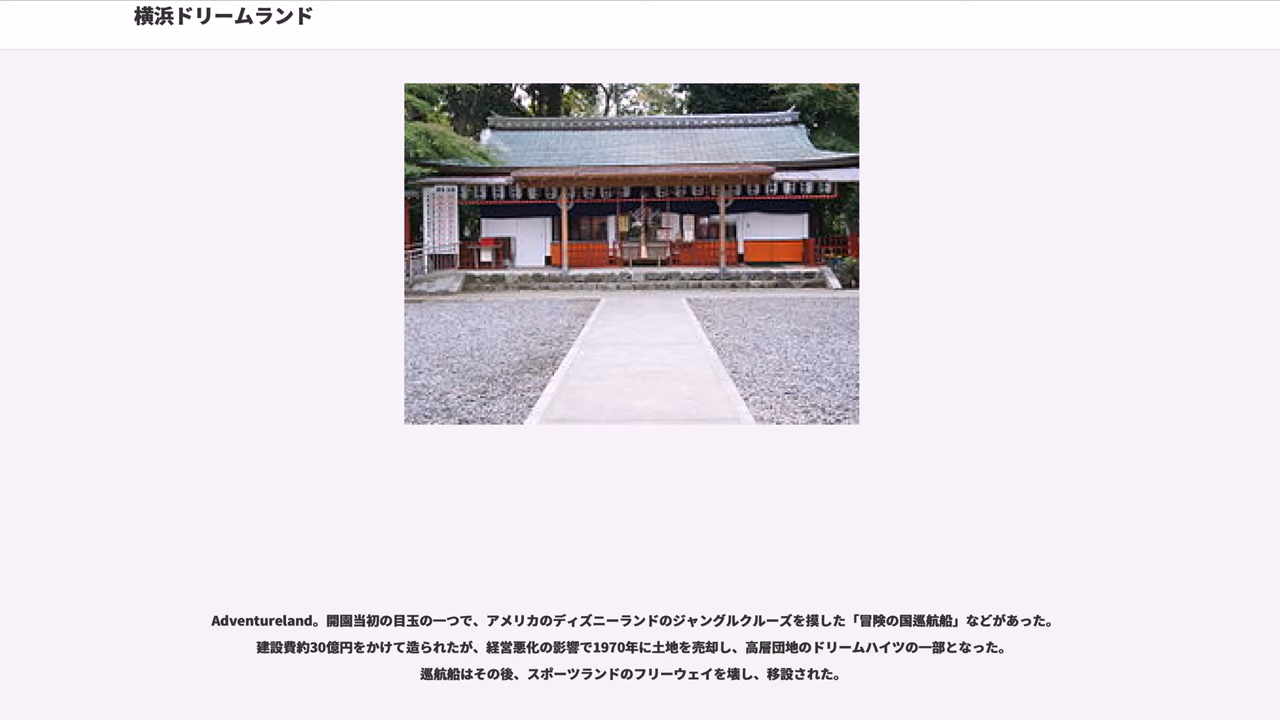 横浜ドリームランド
Adventureland。開園当初の目玉の一つで、アメリカのディズニーランドのジャングルクルーズを摸した「冒険の国巡航船」などがあった。
建設費約30億円をかけて造られたが、経営悪化の影響で1970年に土地を売却し、高層団地のドリームハイツの一部となった。
巡航船はその後、スポーツランドのフリーウェイを壊し、移設された。